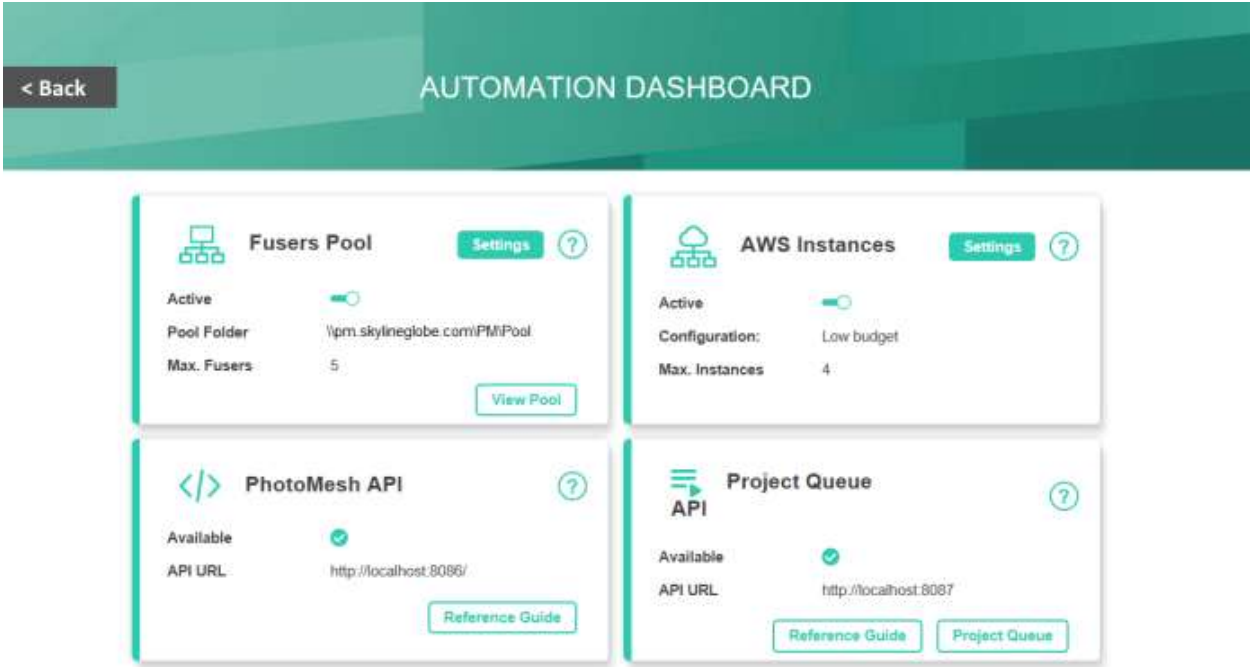 < Back
AUTOMATION DASHBOARD
Fusers Pool
Settings
?
Active
Pool Folder
\\pm.skylineglobe.com\PM\Pool
Max. Fusers
5
View Pool
AWS Instances
Settings
?
Active
Configuration:
Low budget
Max. Instances
4
</> PhotoMesh API
?
Available
API URL
http://localhost:8086/
Reference Guide
Project Queue
API
?
Available
API URL
http://localhost:8087
Reference Guide
Project Queue